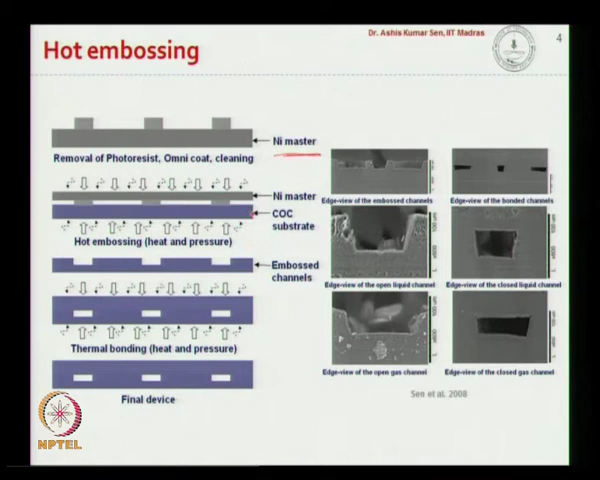 Dr. Ashis Kumar Sen, IIT Madras
4
Hot embossing
Ni master
Removal of Photoresist, Omni coat, cleaning
Ni master
COC
substrate
Hot embossing (heat and pressure)
Embossed
channels
Thermal bonding (heat and pressure)
Final device
Edge-view of the embossed channels
Edge-view of the bonded channels
Edge-view of the open liquid channel
Edge-view of the closed liquid channel
Edge-view of the open gas channel
Edge-view of the closed gas channel
Sen et al. 2008
NPTEL